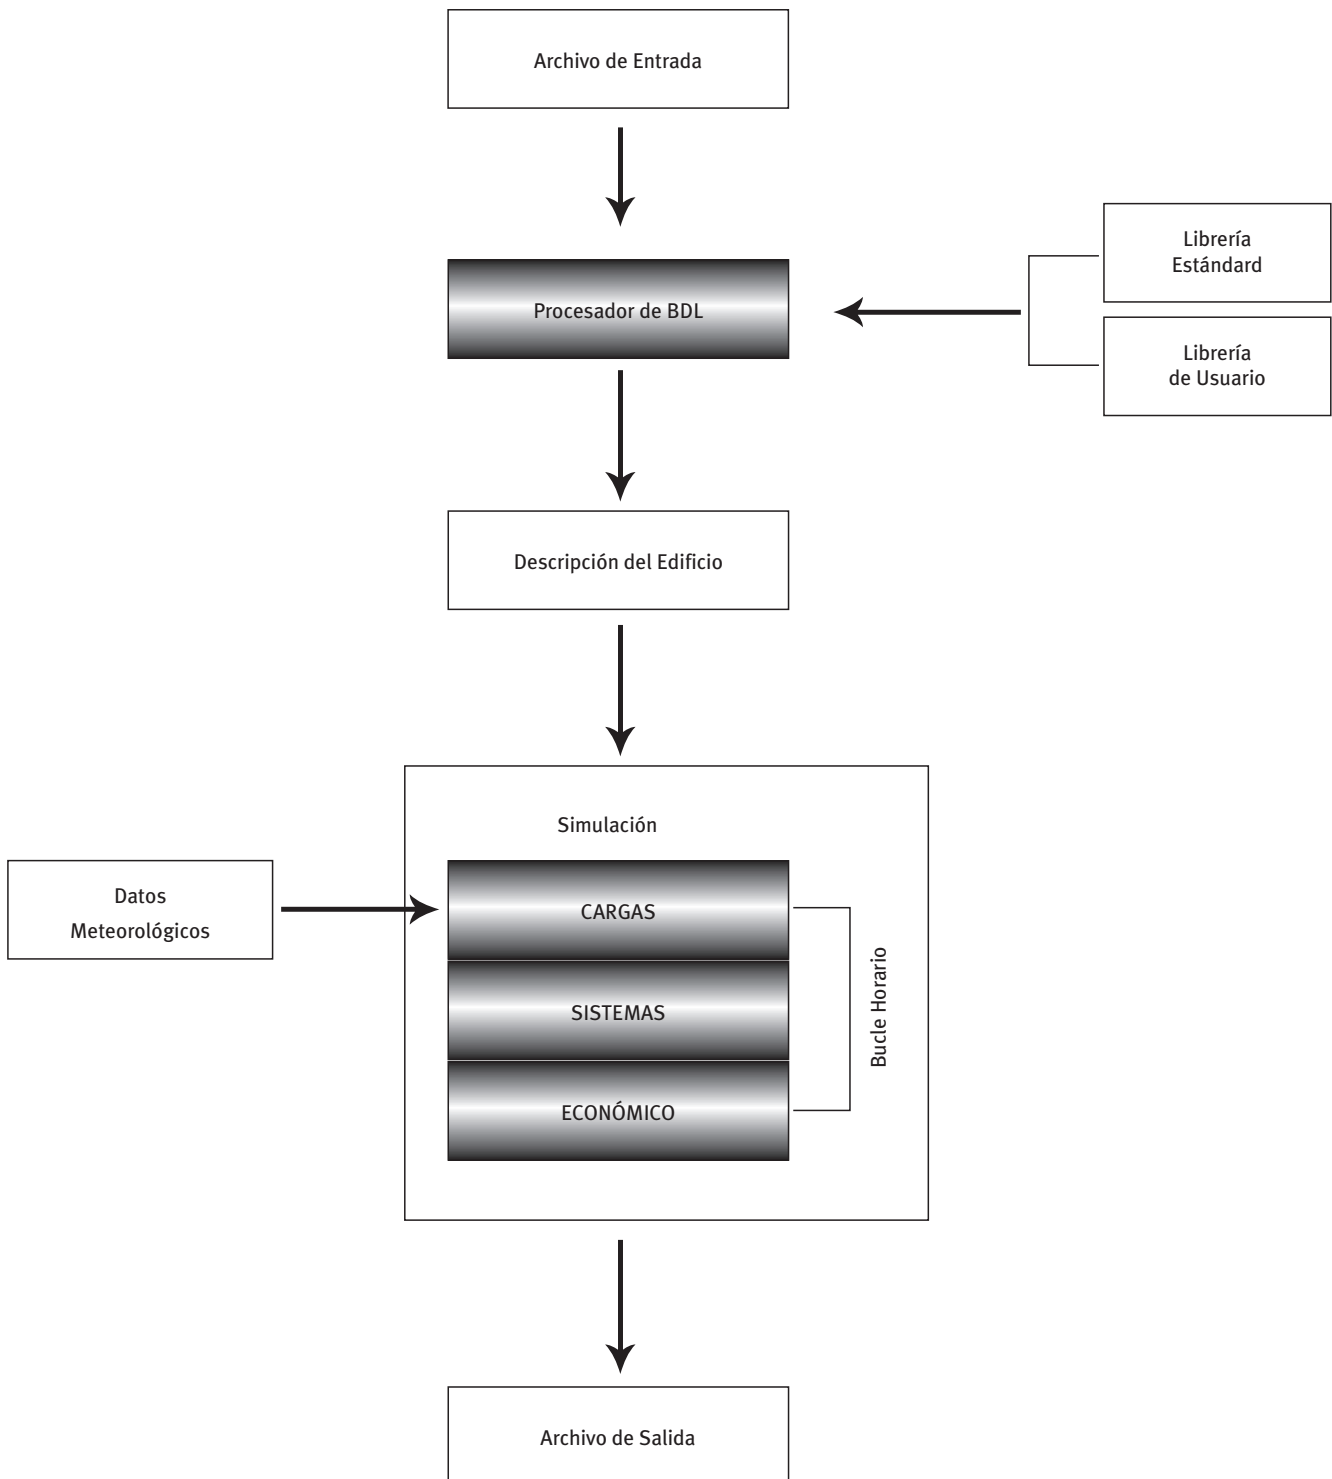 Archivo de Entrada
Librería
Estándard
Procesador de BDL
Librería
de Usuario
Descripción del Edificio
Simulación
Datos
Meteorológicos
CARGAS
SISTEMAS
ECONÓMICO
Bucle Horario
Archivo de Salida